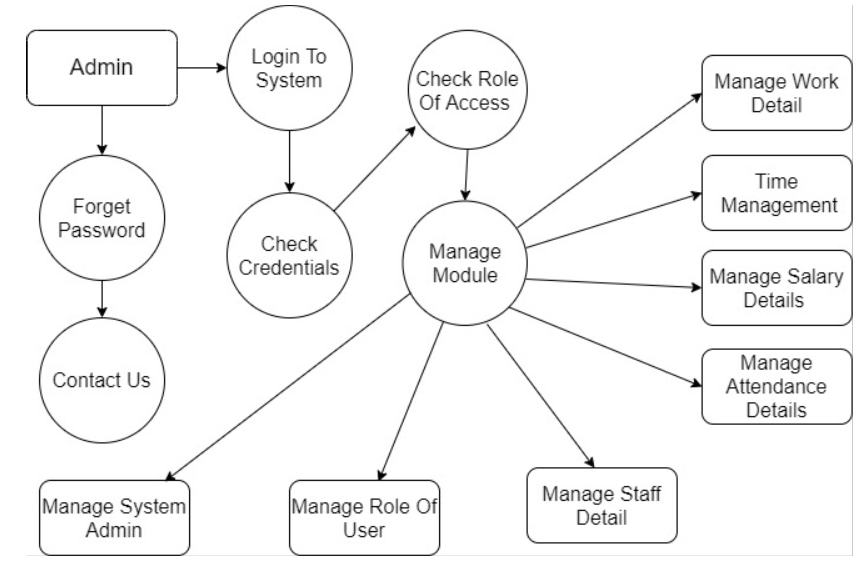 Admin
Login To
System
Check Role
Of Access
Manage Work
Detail
Forget
Password
Check
Credentials
Manage
Module
Time
Management
Manage Salary
Details
Contact Us
Manage
Attendance
Details
Manage System
Admin
Manage Role Of
User
Manage Staff
Detail